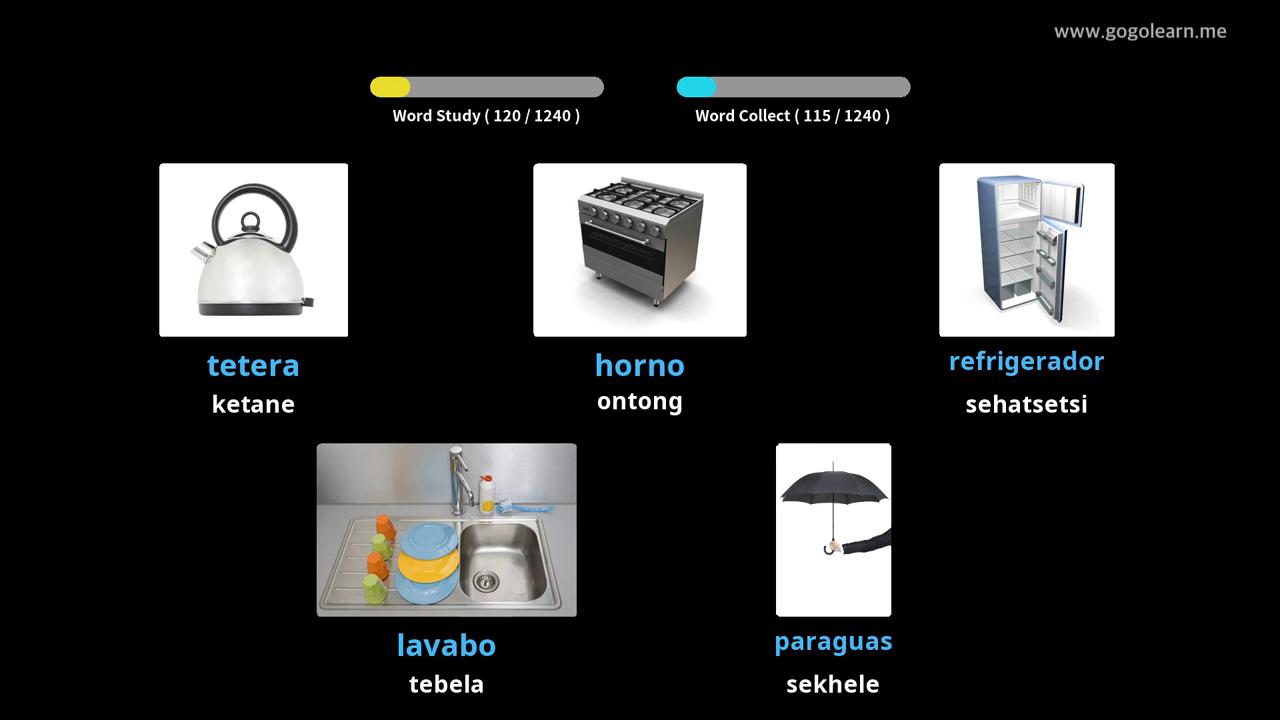 www.gogolearn.me
Word Study ( 120 / 1240 )
Word Collect ( 115 / 1240 )
tetera
ketane
horno
ontong
refrigerador
sehatsetsi
lavabo
tebela
paraguas
sekhele